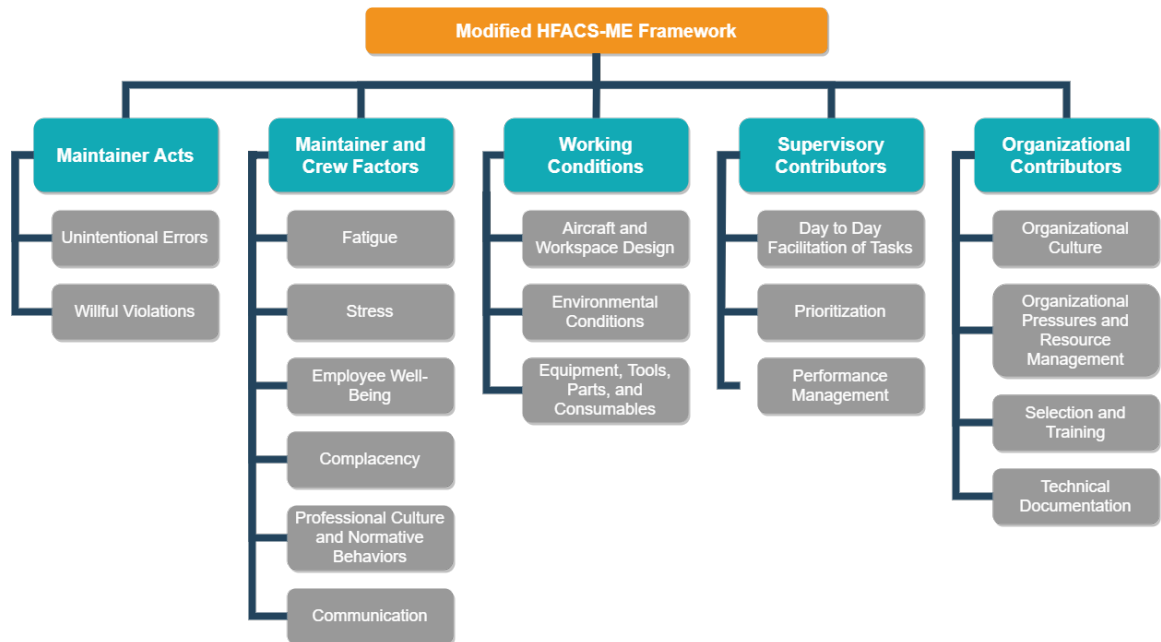 Modified HFACS-ME Framework
Maintainer Acts
Unintentional Errors
Willful Violations
Maintainer and
Crew Factors
Fatigue
Stress
Employee Well-
Being
Complacency
Professional Culture
and Normative
Behaviors
Communication
Working
Conditions
Aircraft and
Workspace Design
Environmental
Conditions
Equipment, Tools,
Parts, and
Consumables
Supervisory
Contributors
Day to Day
Facilitation of Tasks
Prioritization
Performance
Management
Organizational
Contributors
Organizational
Culture
Organizational
Pressures and
Resource
Management
Selection and
Training
Technical
Documentation